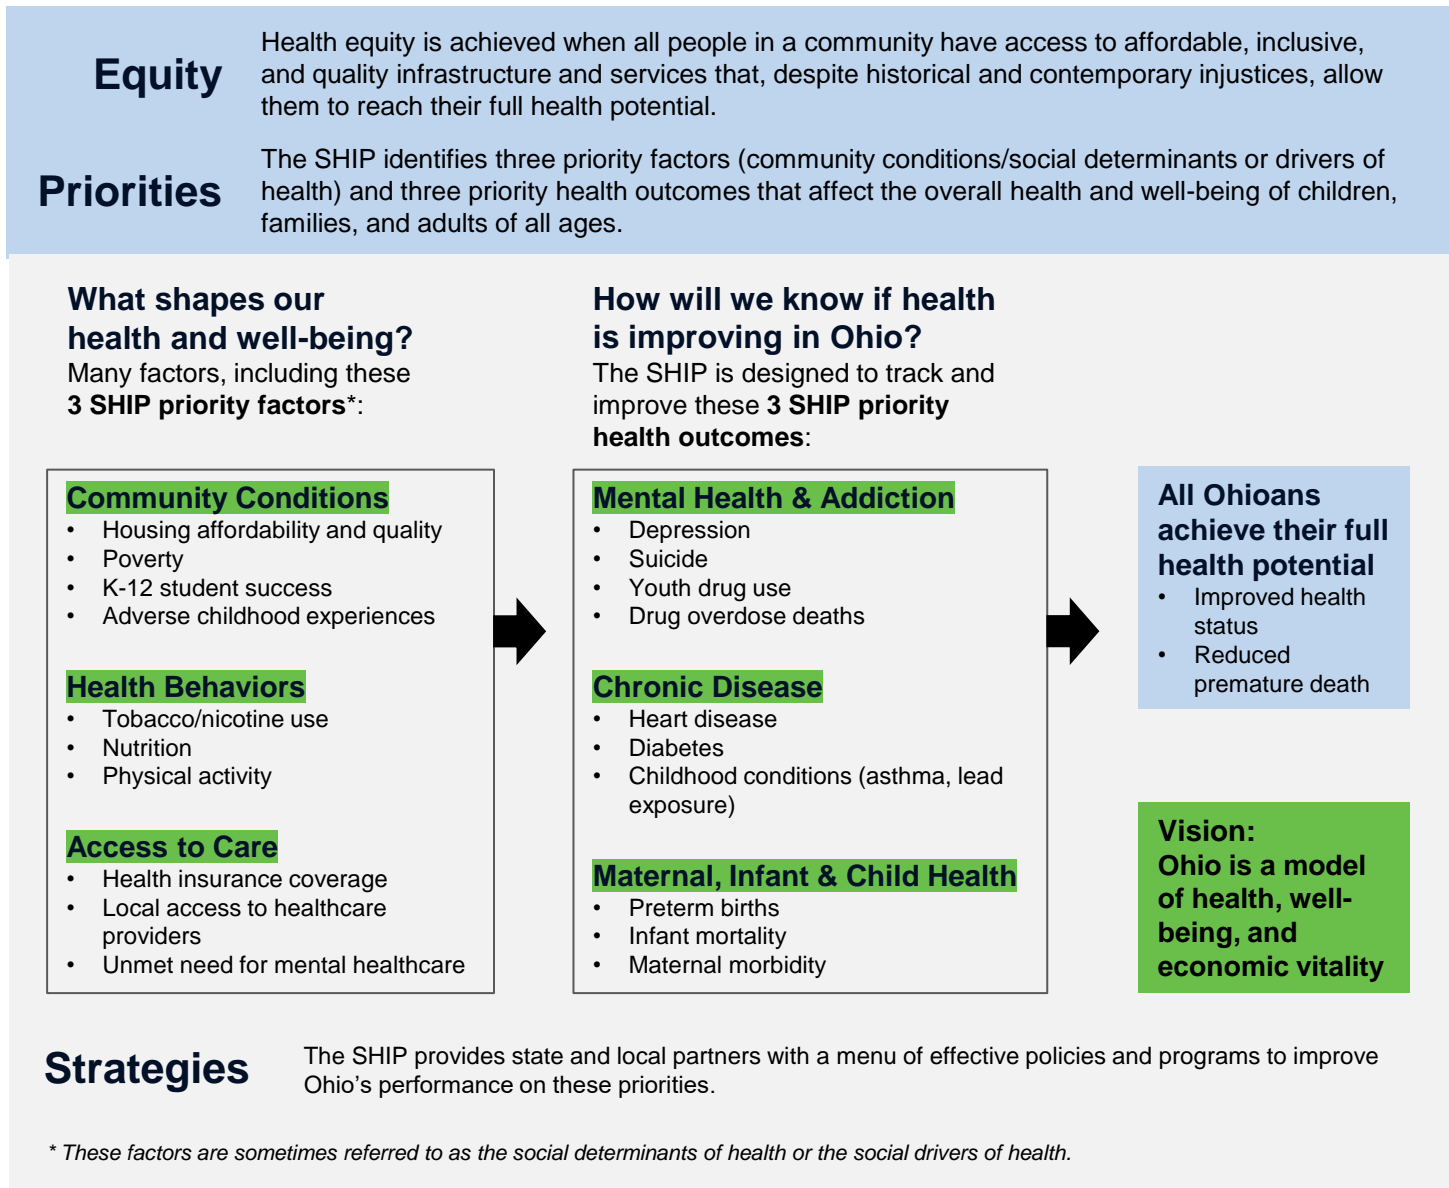 Equity
Health equity is achieved when all people in a community have access to affordable, inclusive,
and quality infrastructure and services that, despite historical and contemporary injustices, allow
them to reach their full health potential.
Priorities
The SHIP identifies three priority factors (community conditions/social determinants or drivers of
health) and three priority health outcomes that affect the overall health and well-being of children,
families, and adults of all ages.
What shapes our
health and well-being?
Many factors, including these
3 SHIP priority factors*:
Community Conditions
• Housing affordability and quality
• Poverty
• K-12 student success
• Adverse childhood experiences
Health Behaviors
• Tobacco/nicotine use
• Nutrition
• Physical activity
Access to Care
• Health insurance coverage
• Local access to healthcare
providers
• Unmet need for mental healthcare
How will we know if health
is improving in Ohio?
The SHIP is designed to track and
improve these 3 SHIP priority
health outcomes:
Mental Health & Addiction
• Depression
• Suicide
• Youth drug use
• Drug overdose deaths
Chronic Disease
• Heart disease
• Diabetes
• Childhood conditions (asthma, lead
exposure)
Maternal, Infant & Child Health
• Preterm births
• Infant mortality
• Maternal morbidity
All Ohioans
achieve their full
health potential
• Improved health
status
• Reduced
premature death
Vision:
Ohio is a model
of health, well-
being, and
economic vitality
Strategies
The SHIP provides state and local partners with a menu of effective policies and programs to improve
Ohio’s performance on these priorities.
* These factors are sometimes referred to as the social determinants of health or the social drivers of health.